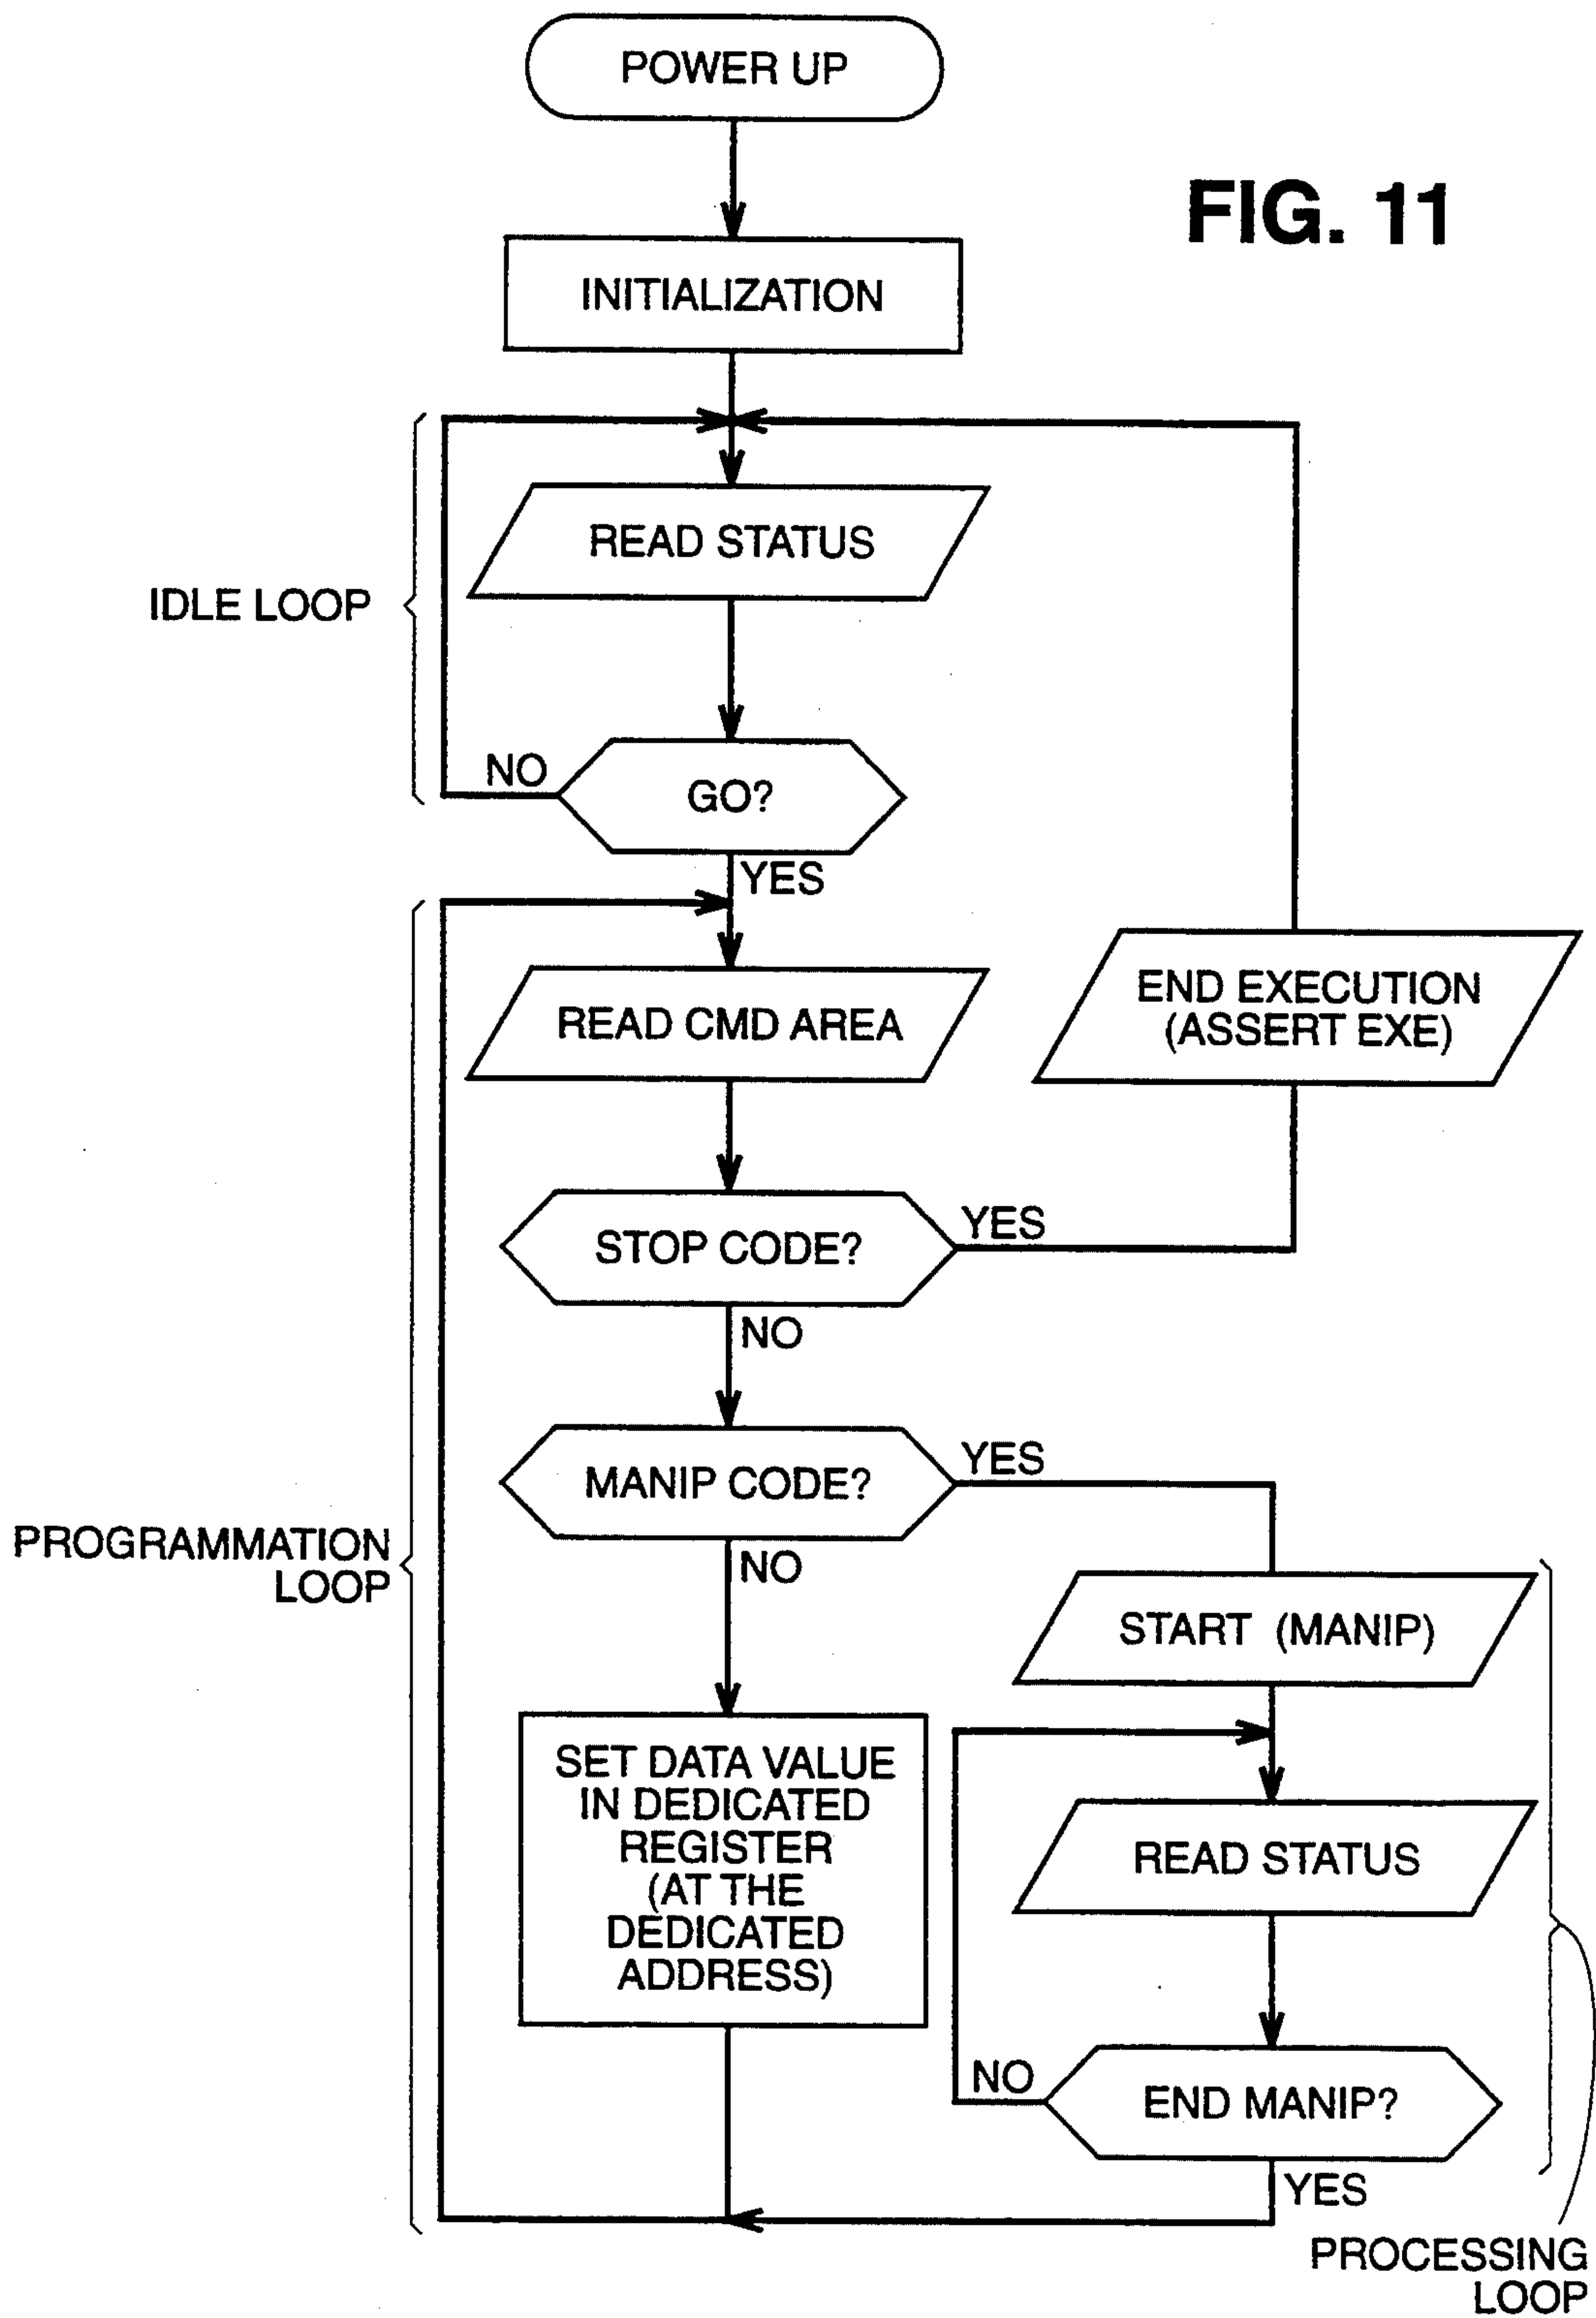 POWER UP
FIG. 11
INITIALIZATION
READ STATUS
IDLE LOOP
NO
GO?
YES
READ CMD AREA
END EXECUTION
(ASSERT EXE)
STOP CODE?
YES
NO
MANIP CODE?
YES
NO
PROGRAMMATION
LOOP
START (MANIP)
SET DATA VALUE
IN DEDICATED
REGISTER
(AT THE
DEDICATED
ADDRESS)
READ STATUS
NO
END MANIP?
YES
PROCESSING
LOOP